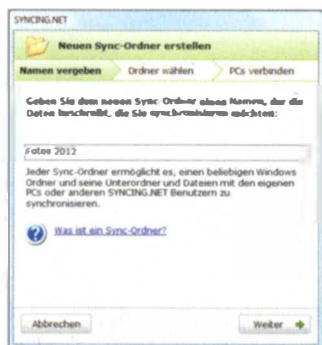 SYNCING.NET
Neuen Sync-Ordner erstellen
Namen vergeben Ordner wählen PCs verbinden
Geben Sie dem neuen Sync-Ordner einen Namen, der die
Daten beschreibt, die Sie synchronisieren möchten:
Fotos 2012
Jeder Sync-Ordner ermöglicht es, einen beliebigen Windows
Ordner und seine Unterordner und Dateien mit den eigenen
PCs oder anderen SYNCING.NET Benutzern zu
synchronisieren.
Was ist ein Sync-Ordner?
Abbrechen Weiter